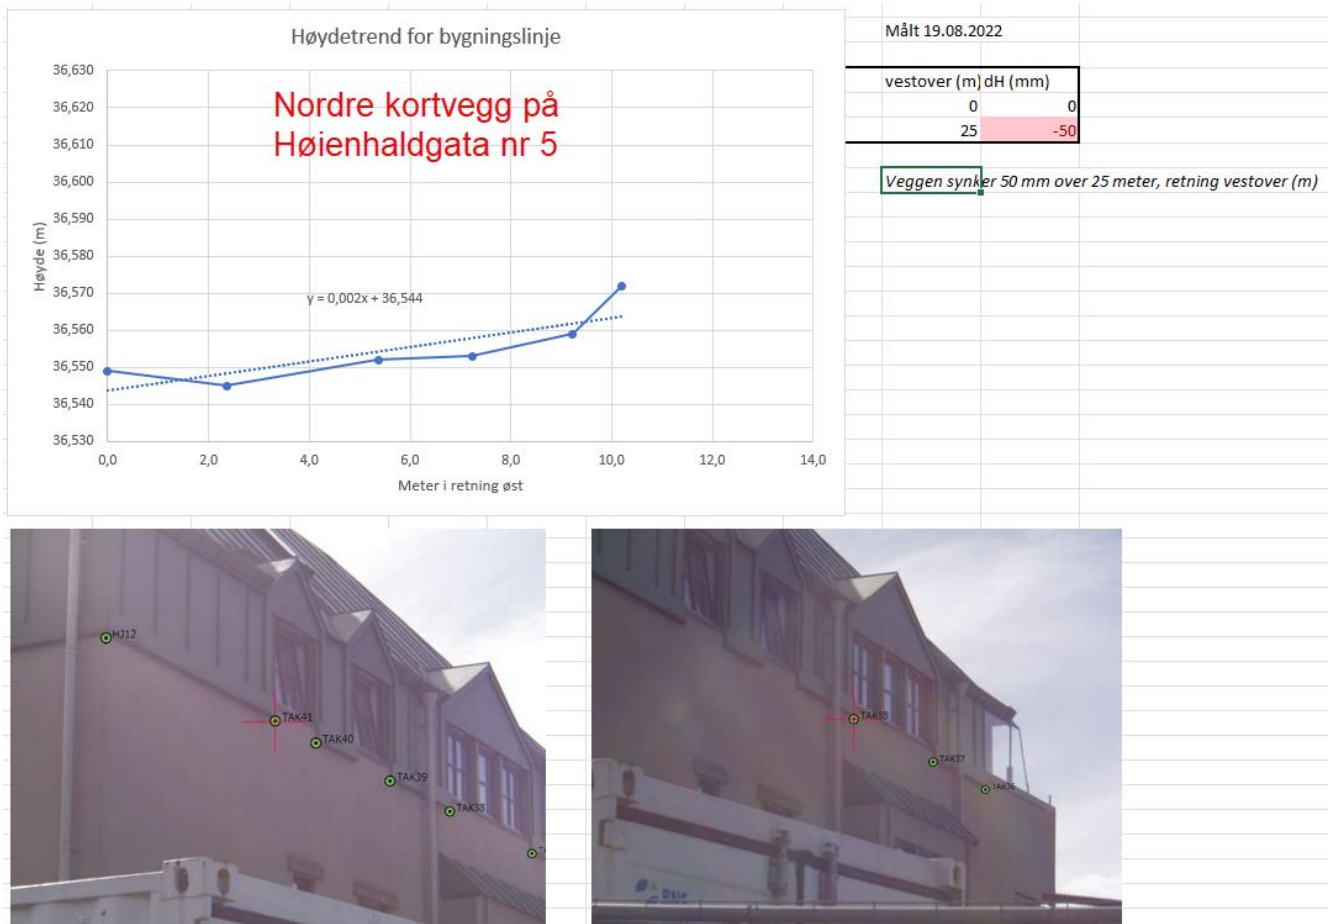 Høydetrend for bygningslinje
Målt 19.08.2022
Nordre kortvegg på
Høienhaldgata nr 5
vestover (m) dH (mm)
0 0
25 -50
Veggen synker 50 mm over 25 meter, retning vestover (m)
Høyde (m)
36,630
36,620
36,610
36,600
36,590
36,580
36,570
36,560
36,550
36,540
36,530
y = 0,002x + 36,544
0,0 2,0 4,0 6,0 8,0 10,0 12,0 14,0
Meter i retning øst
HJ12
TAK41
TAK40
TAK39
TAK38
TAK38
TAK37
TAK36